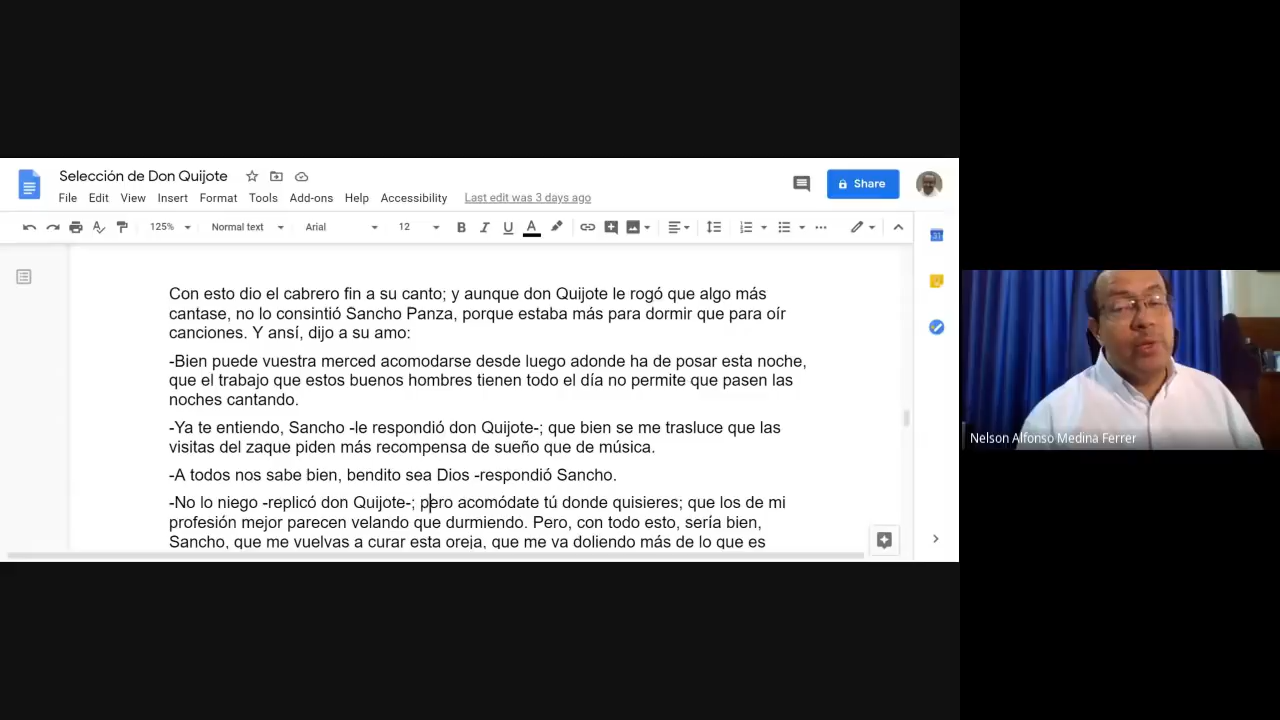 Selección de Don Quijote
File Edit View Insert Format Tools Add-ons Help Accessibility Last edit was 3 days ago
Share
125% Normal text Arial 12 B I U A
31
Con esto dio el cabrero fin a su canto; y aunque don Quijote le rogó que algo más
cantase, no lo consintió Sancho Panza, porque estaba más para dormir que para oír
canciones. Y ansí, dijo a su amo:
-Bien puede vuestra merced acomodarse desde luego adonde ha de posar esta noche,
que el trabajo que estos buenos hombres tienen todo el día no permite que pasen las
noches cantando.
-Ya te entiendo, Sancho -le respondió don Quijote-; que bien se me trasluce que las
visitas del zaque piden más recompensa de sueño que de música.
-A todos nos sabe bien, bendito sea Dios -respondió Sancho.
-No lo niego -replicó don Quijote-; pero acomódate tú donde quisieres; que los de mi
profesión mejor parecen velando que durmiendo. Pero, con todo esto, sería bien,
Sancho, que me vuelvas a curar esta oreja, que me va doliendo más de lo que es
Nelson Alfonso Medina Ferrer